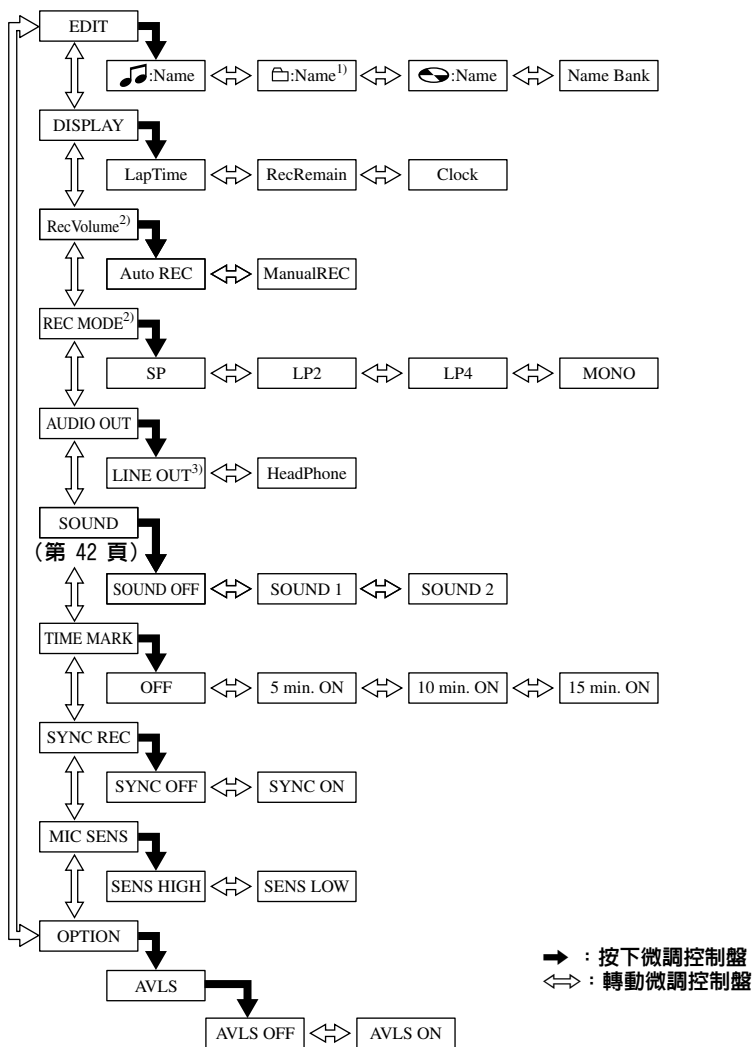 EDIT
:Name :Name1) :Name Name Bank
DISPLAY
LapTime RecRemain Clock
RecVolume2)
Auto REC ManualREC
REC MODE2)
SP LP2 LP4 MONO
AUDIO OUT
LINE OUT3) HeadPhone
SOUND
(第 42 頁)
SOUND OFF SOUND 1 SOUND 2
TIME MARK
OFF 5 min. ON 10 min. ON 15 min. ON
SYNC REC
SYNC OFF SYNC ON
MIC SENS
SENS HIGH SENS LOW
OPTION
AVLS
AVLS OFF AVLS ON
:按下微調控制盤
:轉動微調控制盤